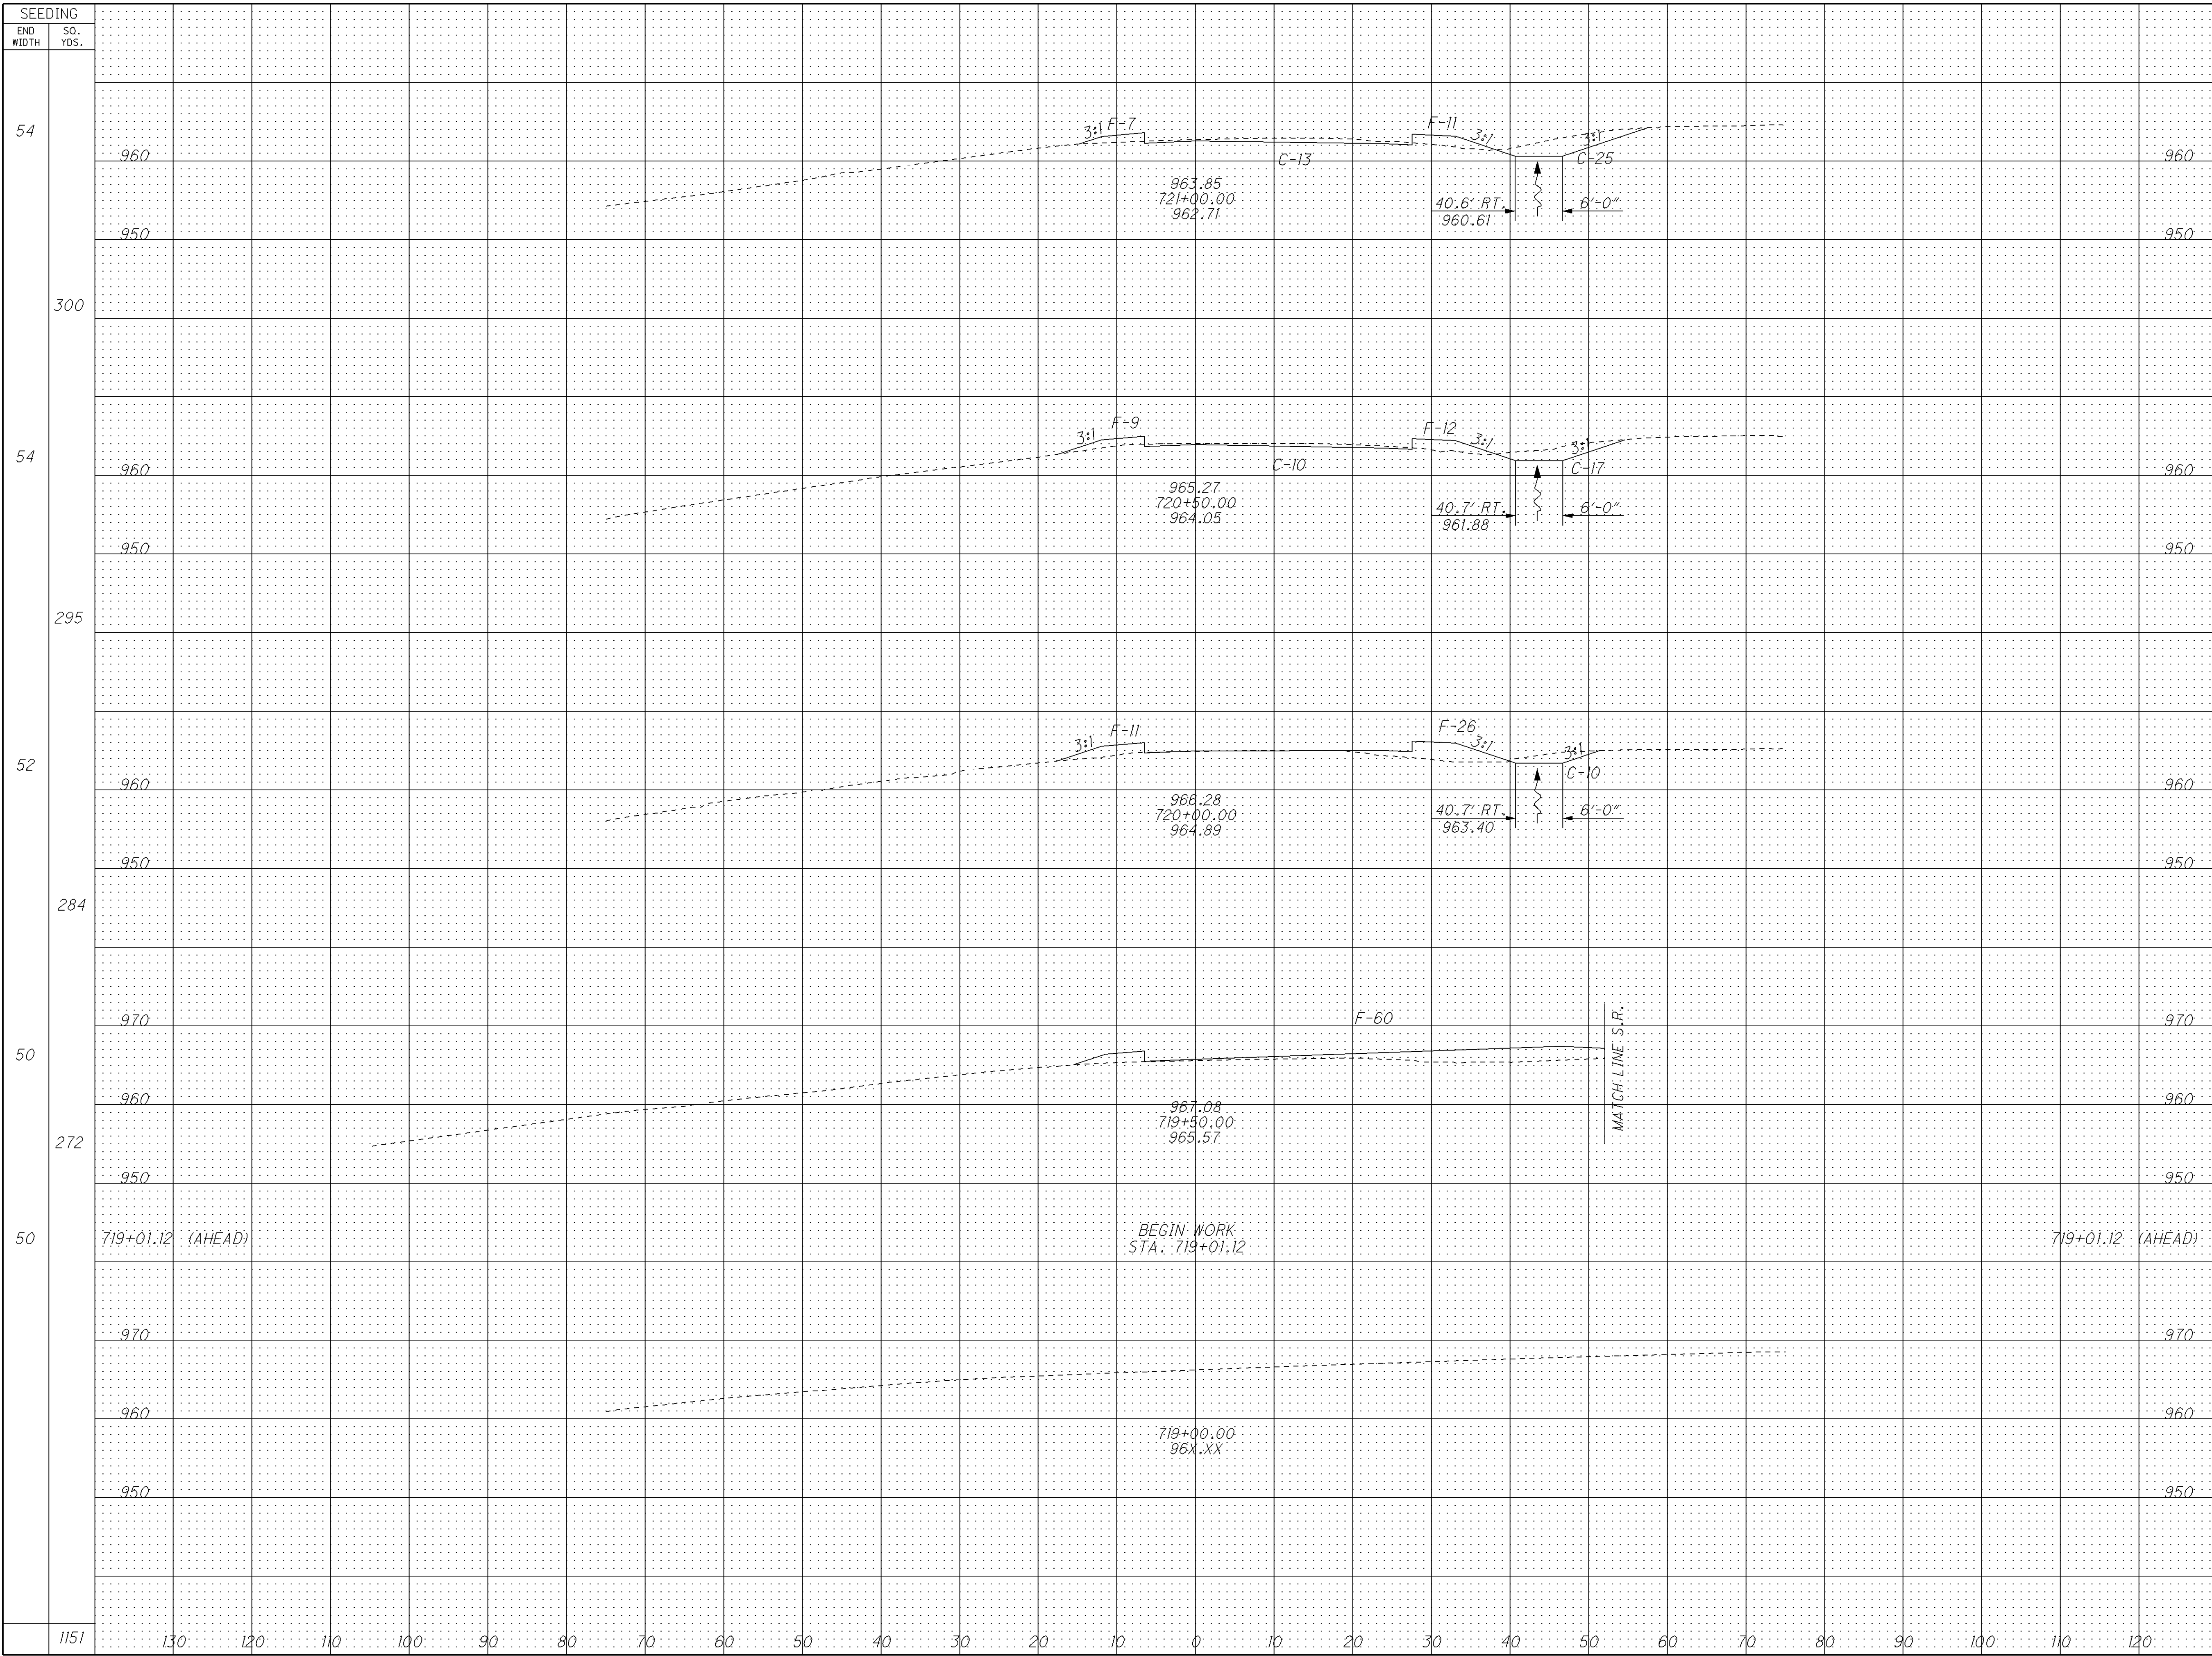 SEEDING
END WIDTH
SQ. YDS.
54
3:1 F-7 F-11 3:1 3:1
960 C-13 C-25 960
963.85
721+00.00
962.71
40.6' RT. 6'-0"
960.61
950 950
300
54
3:1 F-9 F-12 3:1 3:1
960 C-10 C-17 960
965.27
720+50.00
964.05
40.7' RT. 6'-0"
961.88
950 950
295
52
3:1 F-11 F-26 3:1 3:1
960 C-10 960
966.28
720+00.00
964.89
40.7' RT. 6'-0"
963.40
950 950
284
970 F-60 970
50
MATCH LINE S.R.
960 960
967.08
719+50.00
965.57
272
950 950
50
719+01.12 (AHEAD)
BEGIN WORK
STA. 719+01.12
719+01.12 (AHEAD)
970 970
960 960
719+00.00
96X.XX
950 950
1151
130 120 110 100 90 80 70 60 50 40 30 20 10 0 10 20 30 40 50 60 70 80 90 100 110 120